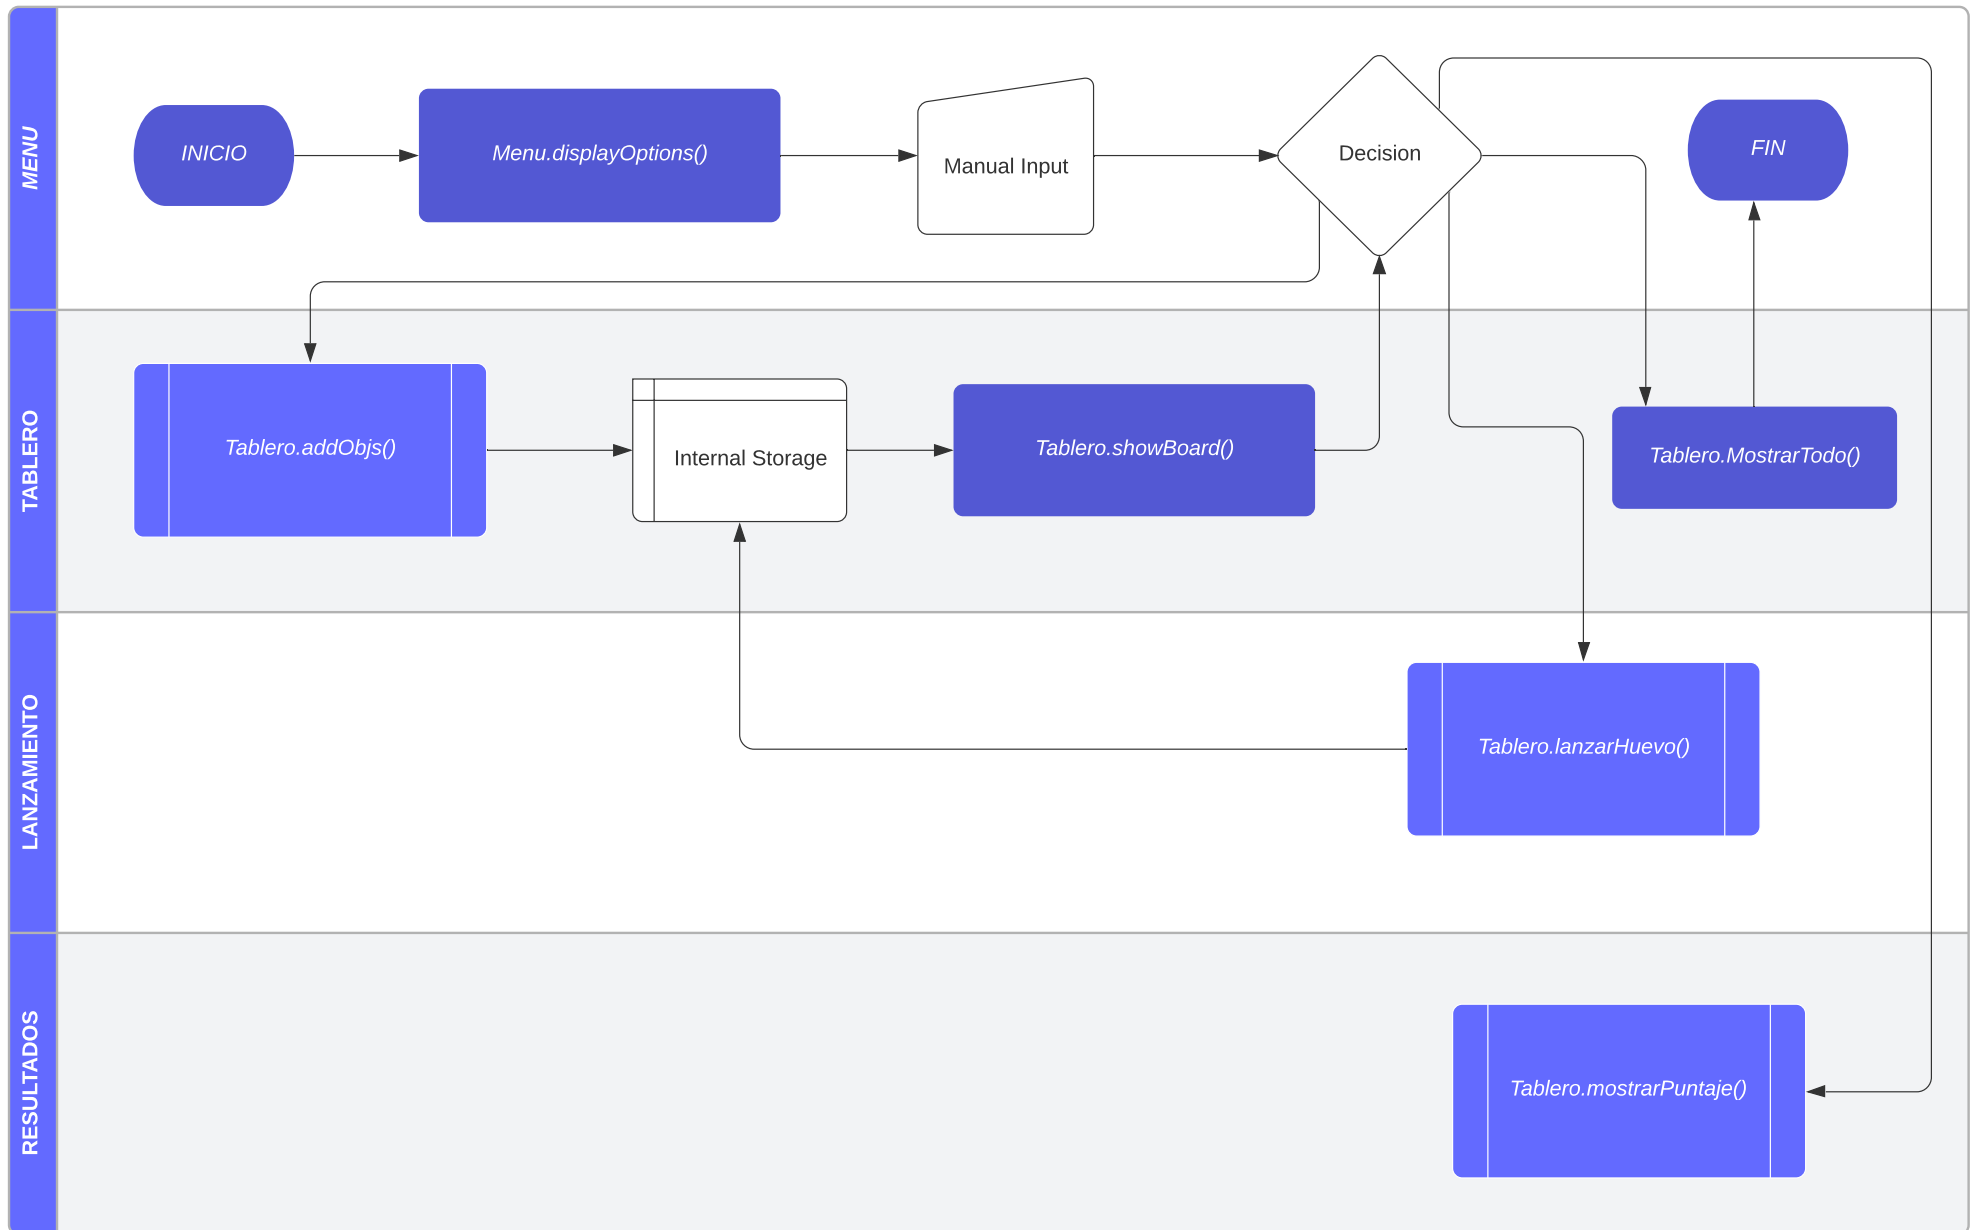 MENU
INICIO
Menu.displayOptions()
Manual Input
Decision
FIN
TABLERO
Tablero.addObjs()
Internal Storage
Tablero.showBoard()
Tablero.MostrarTodo()
LANZAMIENTO
Tablero.lanzarHuevo()
RESULTADOS
Tablero.mostrarPuntaje()